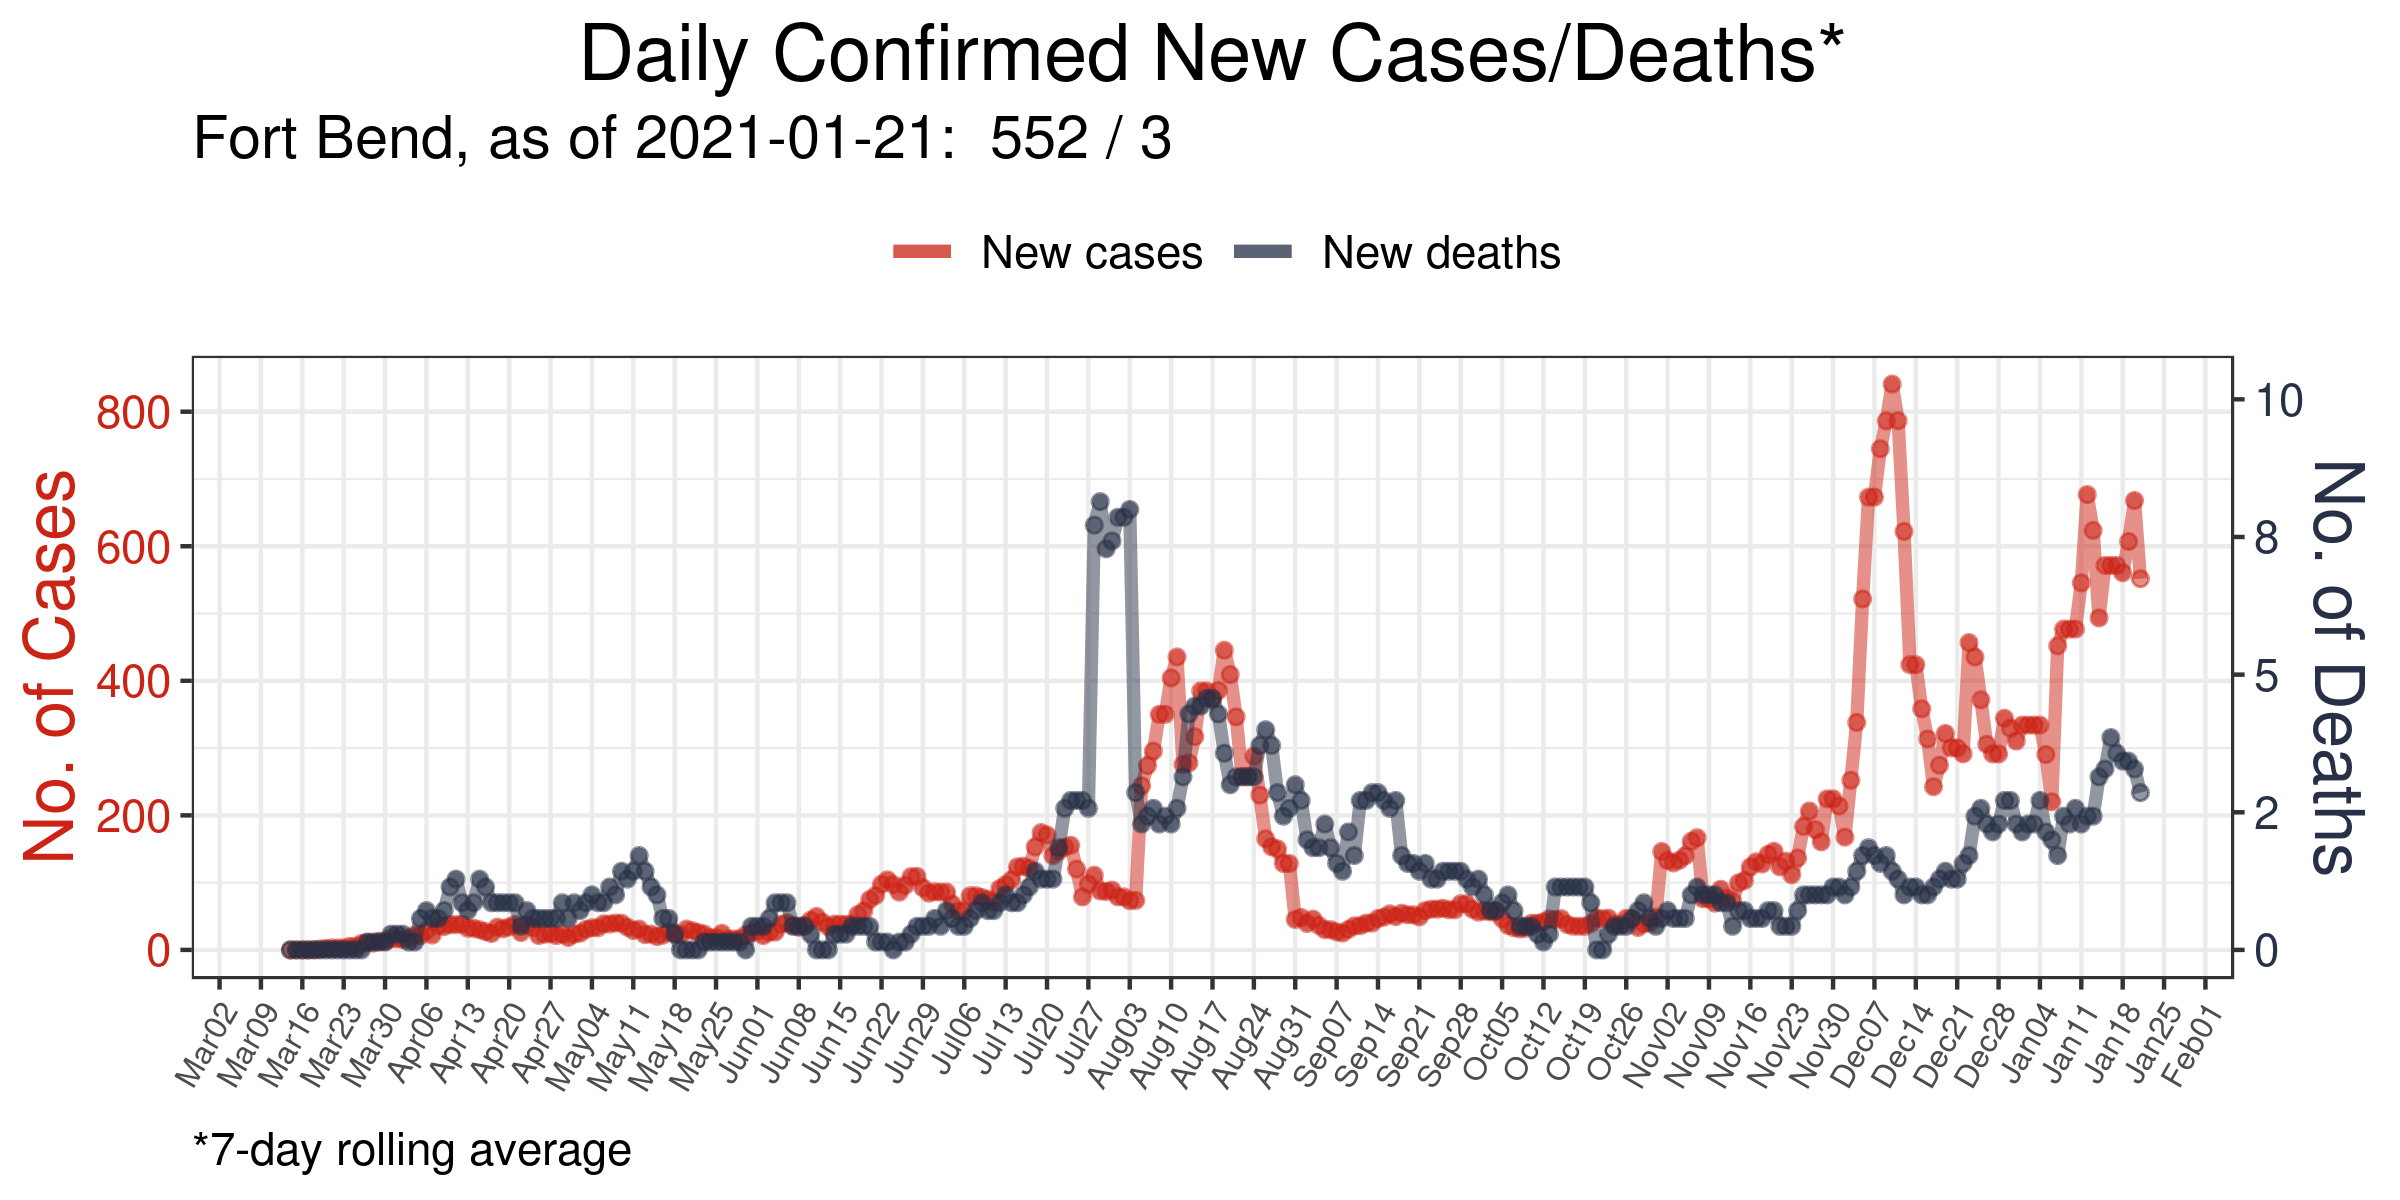 Daily Confirmed New Cases/Deaths*
Fort Bend, as of 2021-01-21:  552 / 3
New cases
New deaths
No. of Cases
800
600
400
200
0
10
8
5
2
0
No. of Deaths
Mar02
Mar09
Mar16
Mar23
Mar30
Apr06
Apr13
Apr20
Apr27
May04
May11
May18
May25
Jun01
Jun08
Jun15
Jun22
Jun29
Jul06
Jul13
Jul20
Jul27
Aug03
Aug10
Aug17
Aug24
Aug31
Sep07
Sep14
Sep21
Sep28
Oct05
Oct12
Oct19
Oct26
Nov02
Nov09
Nov16
Nov23
Nov30
Dec07
Dec14
Dec21
Dec28
Jan04
Jan11
Jan18
Jan25
Feb01
*7-day rolling average